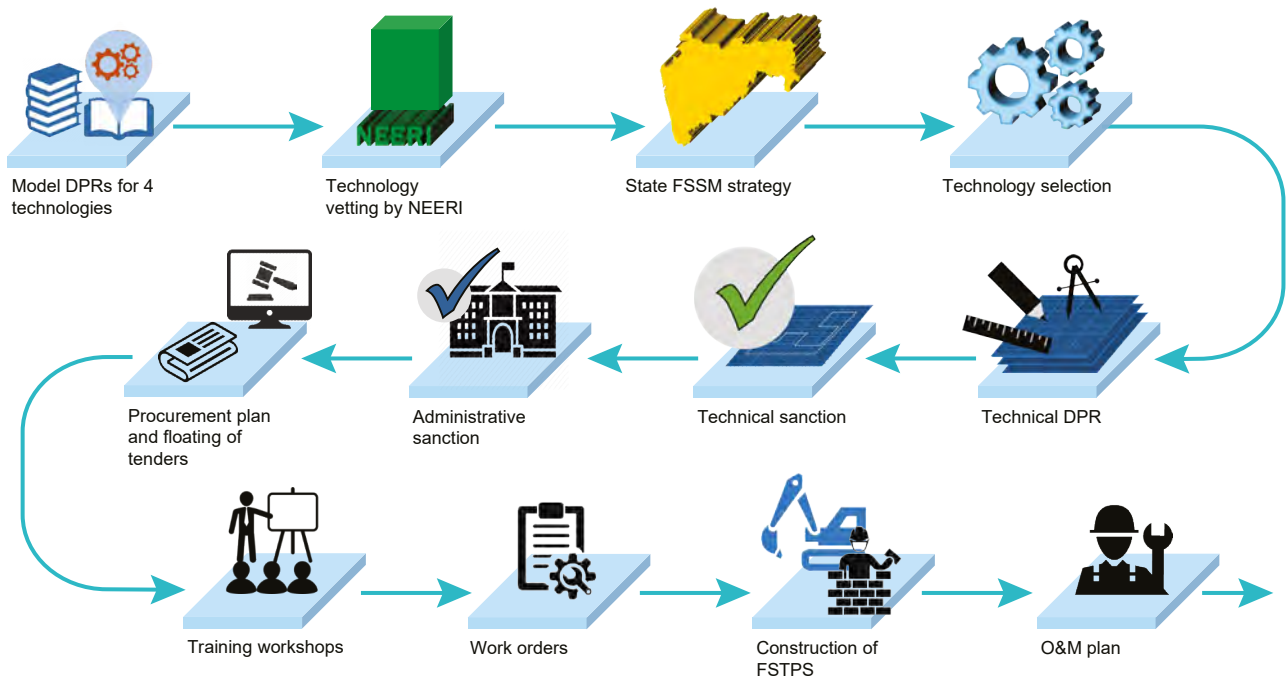 NEERI
Model DPRs for 4
technologies
Technology
vetting by NEERI
State FSSM strategy
Technology selection
Technical DPR
Technical sanction
Administrative
sanction
Procurement plan
and floating of
tenders
Training workshops
Work orders
Construction of
FSTPS
O&M plan